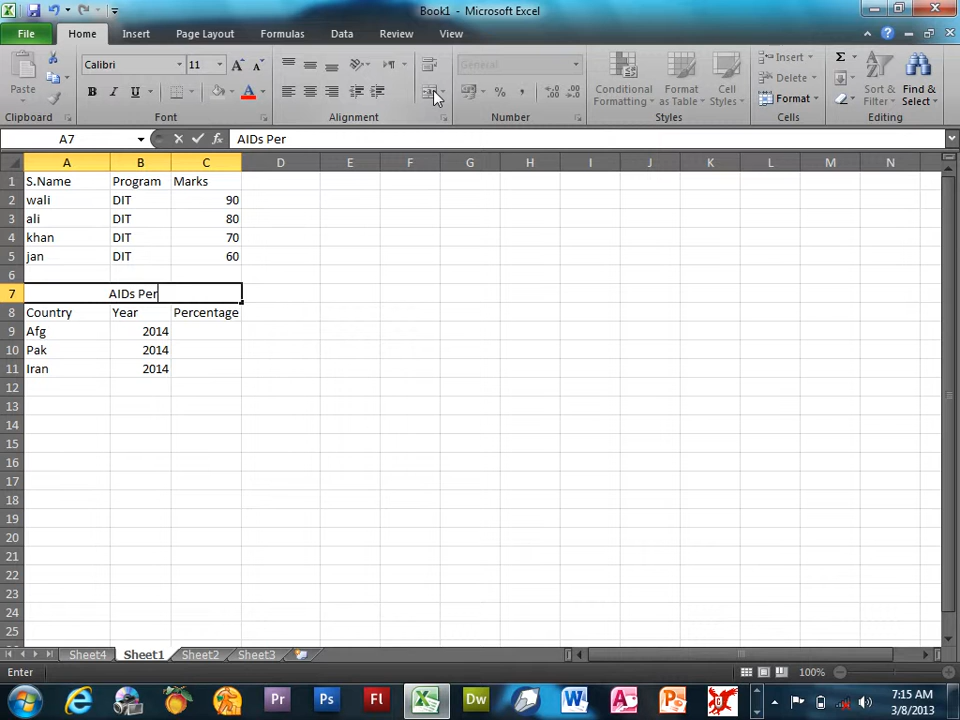 Book1 - Microsoft Excel
File Home Insert Page Layout Formulas Data Review View
Paste Calibri 11 General Conditional Formatting Format as Table Cell Styles Insert Delete Format Sort & Filter Find & Select
Clipboard Font Alignment Number Styles Cells Editing
A7 fx AIDs Per
A B C D E F G H I J K L M N
1 S.Name Program Marks
2 wali DIT 90
3 ali DIT 80
4 khan DIT 70
5 jan DIT 60
6
7 AIDs Per
8 Country Year Percentage
9 Afg 2014
10 Pak 2014
11 Iran 2014
12
13
14
15
16
17
18
19
20
21
22
23
24
25
Sheet4 Sheet1 Sheet2 Sheet3
Enter 100%
Pr Ps Fl Dw 7:15 AM
3/8/2013